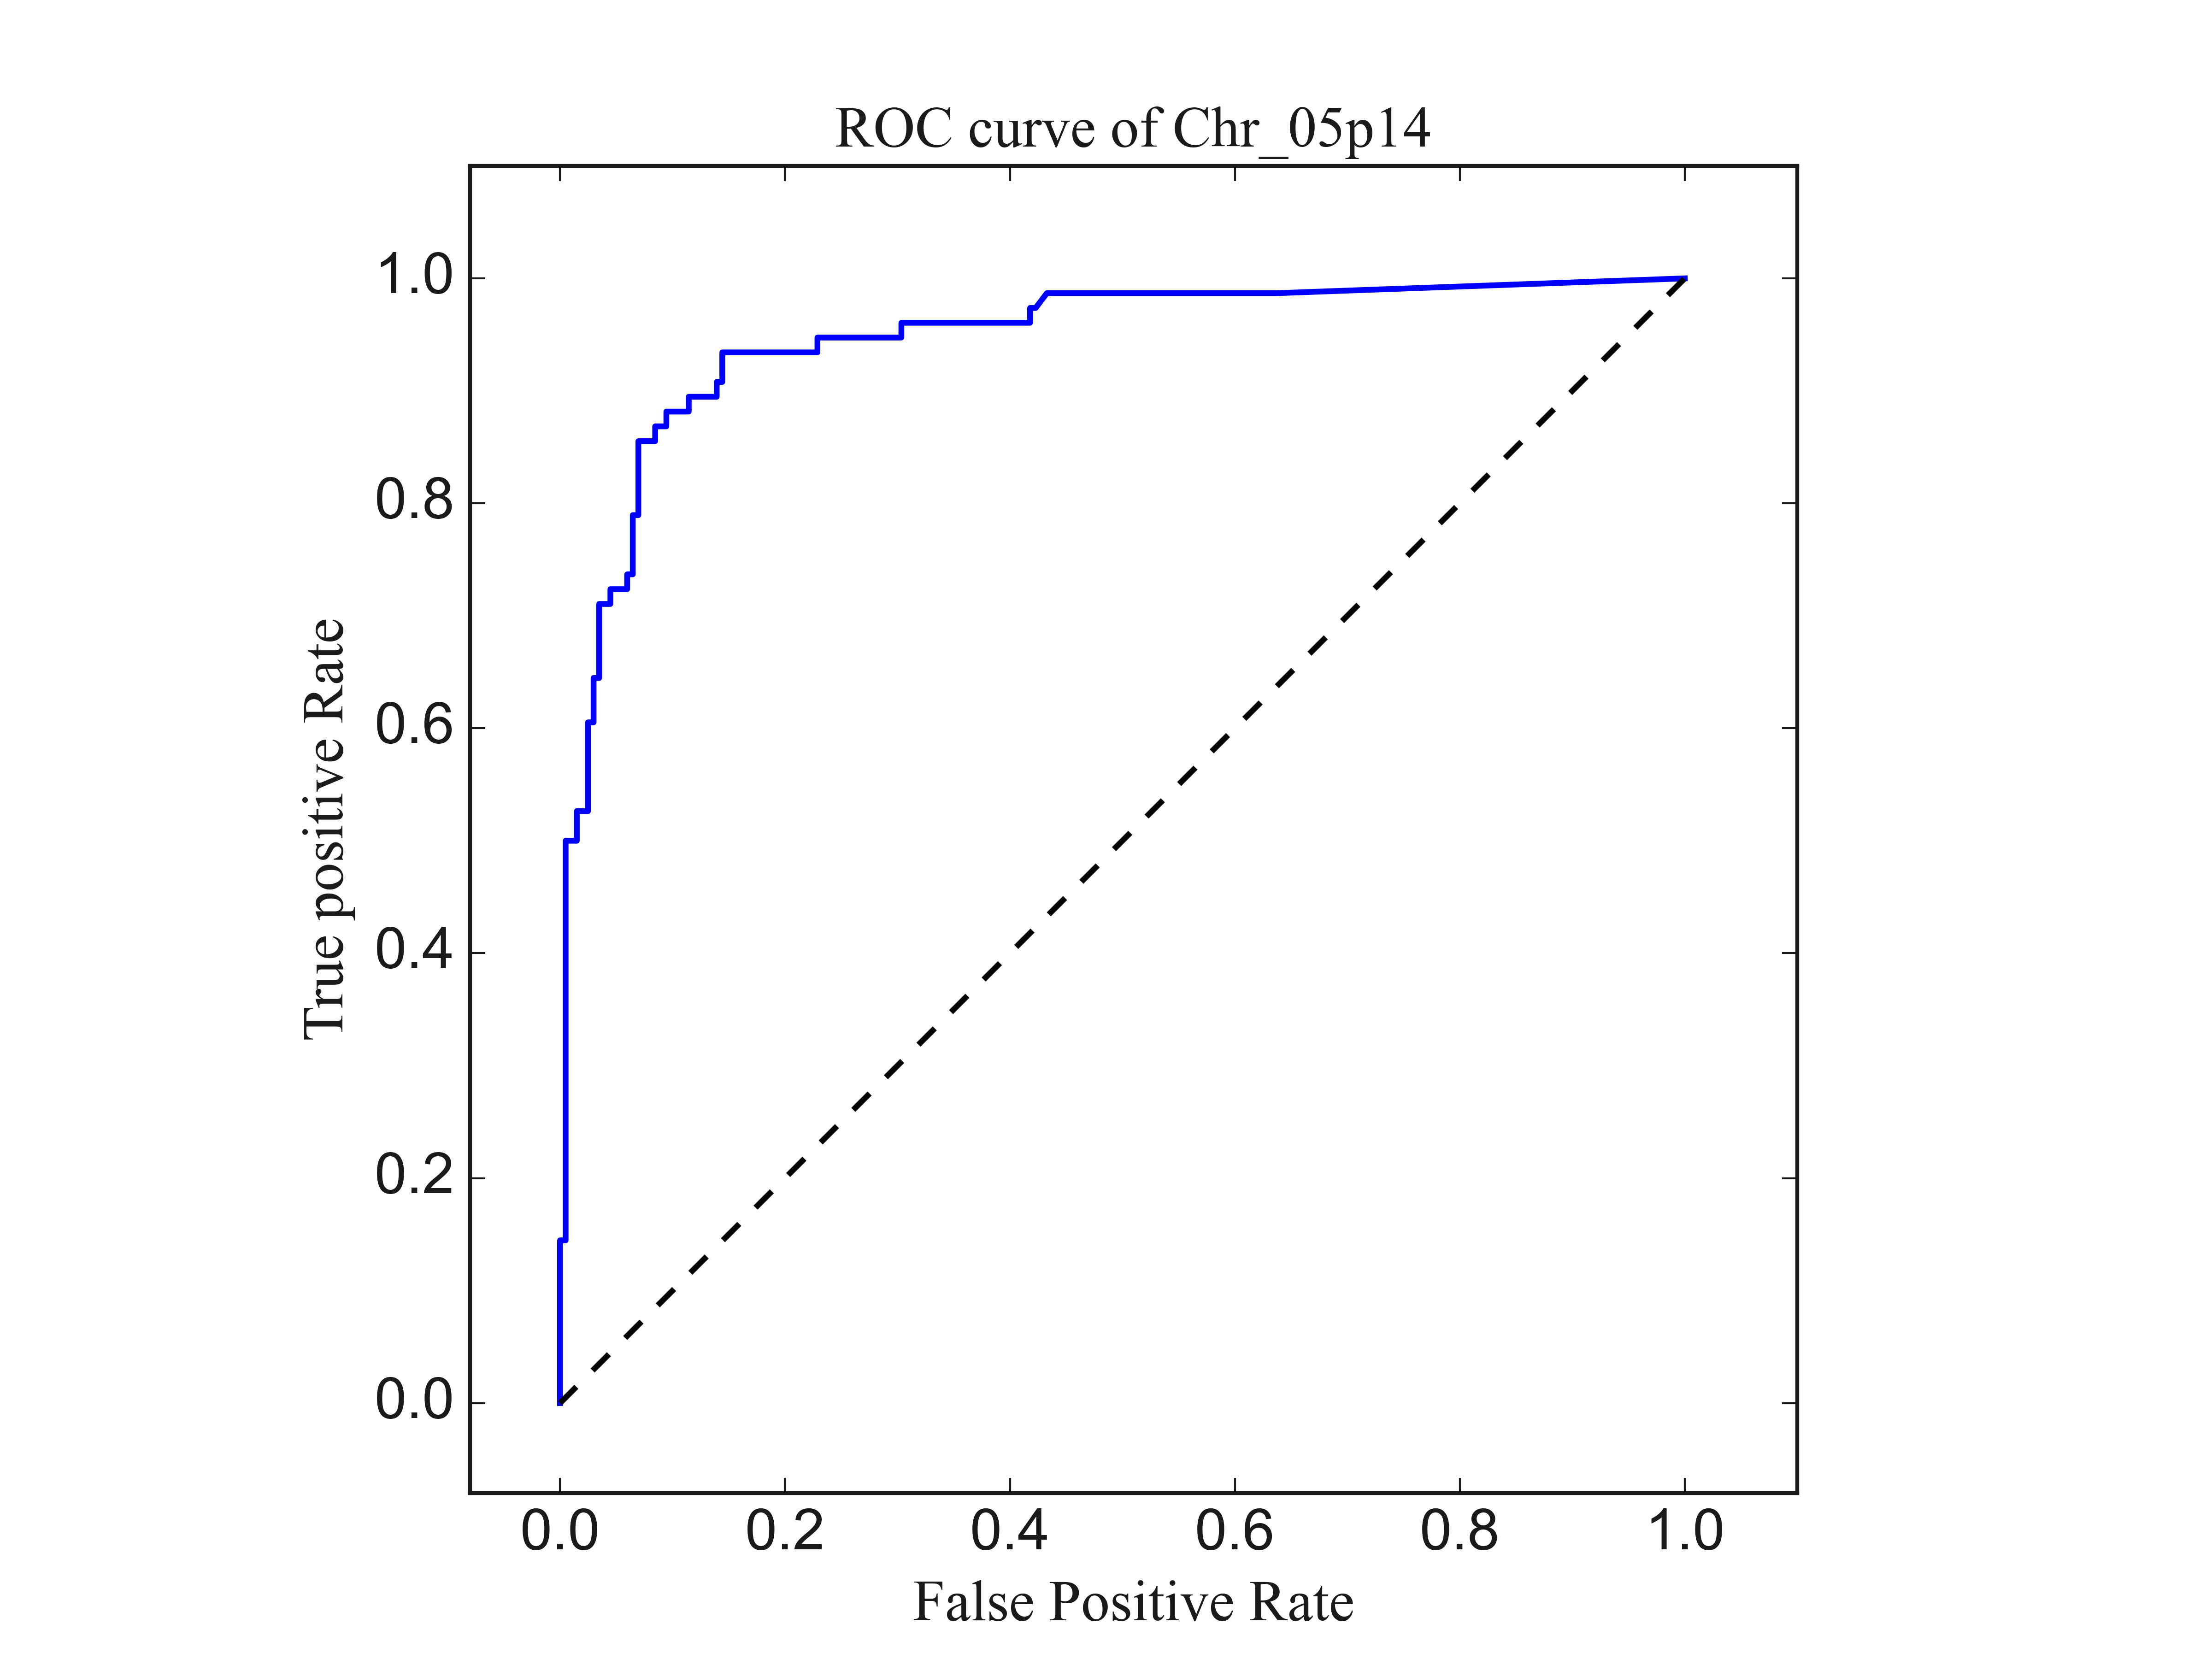 ROC curve of Chr_05p14
True positive Rate
1.0
0.8
0.6
0.4
0.2
0.0
0.0 0.2 0.4 0.6 0.8 1.0
False Positive Rate